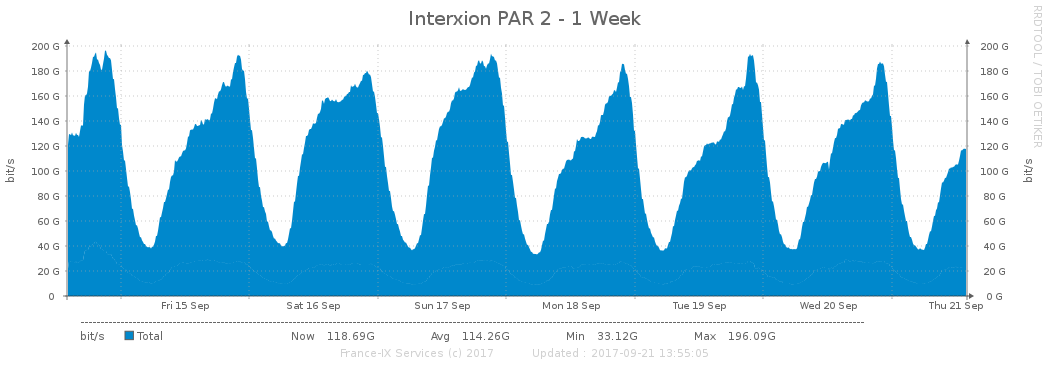 Interxion PAR 2 - 1 Week
RRDTOOL / TOBI OETIKER
bit/s
200 G 200 G
180 G 180 G
160 G 160 G
140 G 140 G
120 G 120 G
100 G 100 G
80 G 80 G
60 G 60 G
40 G 40 G
20 G 20 G
0 0 G
bit/s
Fri 15 Sep Sat 16 Sep Sun 17 Sep Mon 18 Sep Tue 19 Sep Wed 20 Sep Thu 21 Sep
bit/s Total Now 118.69G Avg 114.26G Min 33.12G Max 196.09G
France-IX Services (c) 2017 Updated : 2017-09-21 13:55:05